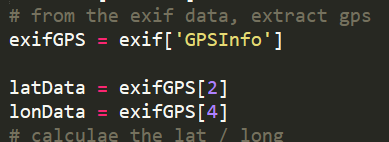 # from the exif data, extract gps
exifGPS = exif['GPSInfo']
latData = exifGPS[2]
lonData = exifGPS[4]
# calculae the lat / long